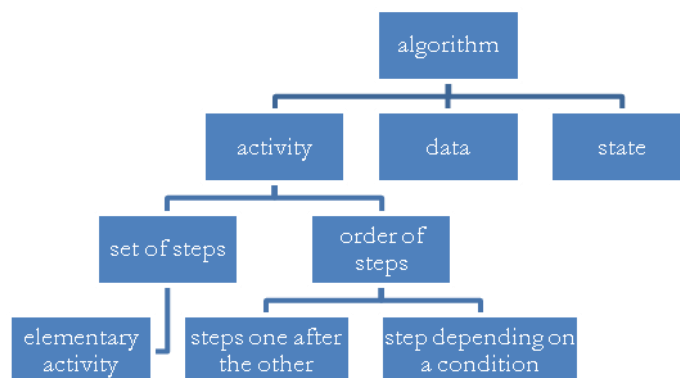 algorithm
activity
data
state
set of steps
order of
steps
elementary
activity
steps one after
the other
step depending on
a condition